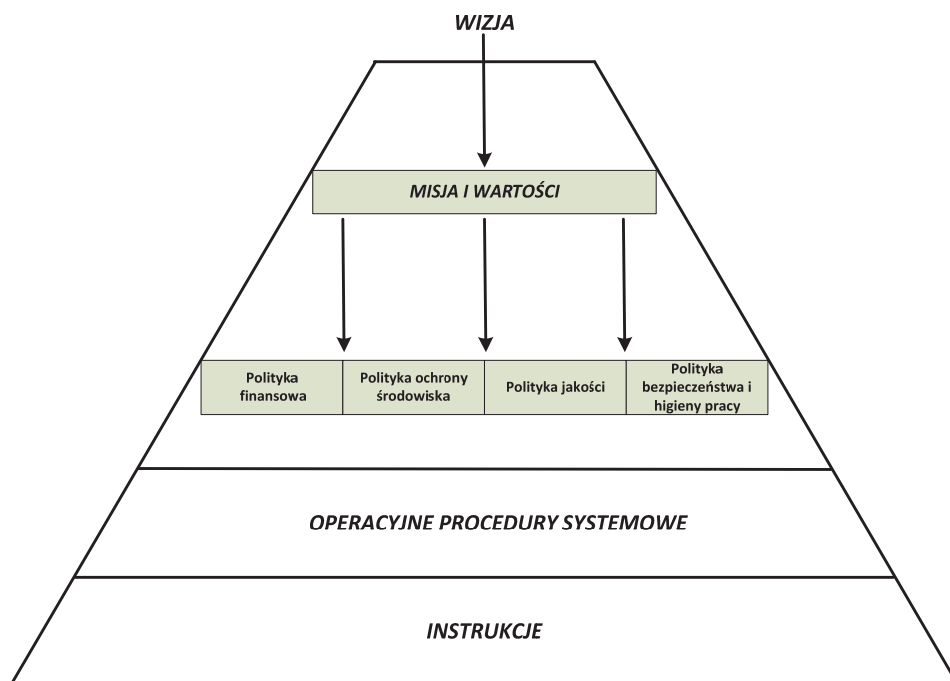 WIZJA
MISJA I WARTOŚCI
Polityka
finansowa
Polityka ochrony
środowiska
Polityka jakości
Polityka
bezpieczeństwa i
higieny pracy
OPERACYJNE PROCEDURY SYSTEMOWE
INSTRUKCJE